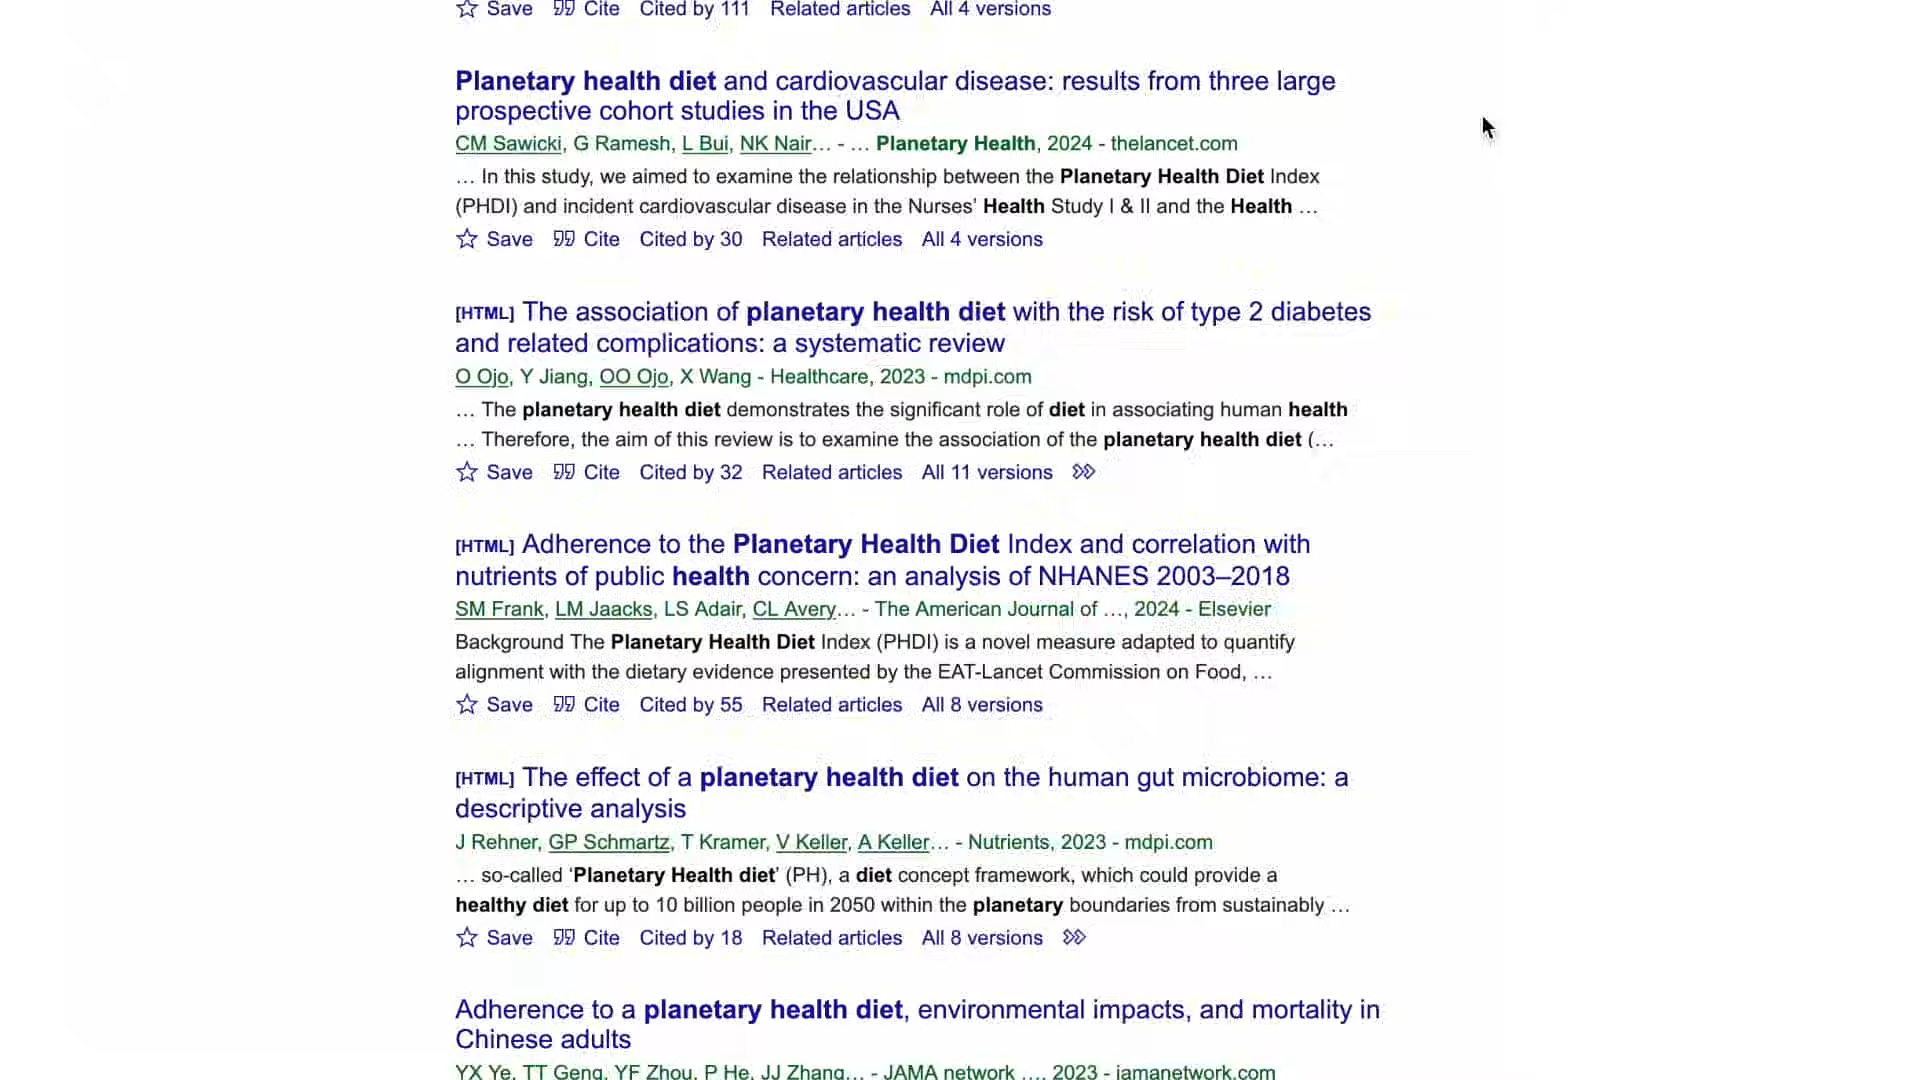 Save Cite Cited by 111 Related articles All 4 versions
Planetary health diet and cardiovascular disease: results from three large
prospective cohort studies in the USA
CM Sawicki, G Ramesh, L Bui, NK Nair… - … Planetary Health, 2024 - thelancet.com
… In this study, we aimed to examine the relationship between the Planetary Health Diet Index
(PHDI) and incident cardiovascular disease in the Nurses’ Health Study I & II and the Health …
Save Cite Cited by 30 Related articles All 4 versions
[HTML] The association of planetary health diet with the risk of type 2 diabetes
and related complications: a systematic review
O Ojo, Y Jiang, OO Ojo, X Wang - Healthcare, 2023 - mdpi.com
… The planetary health diet demonstrates the significant role of diet in associating human health
… Therefore, the aim of this review is to examine the association of the planetary health diet (…
Save Cite Cited by 32 Related articles All 11 versions
[HTML] Adherence to the Planetary Health Diet Index and correlation with
nutrients of public health concern: an analysis of NHANES 2003–2018
SM Frank, LM Jaacks, LS Adair, CL Avery… - The American Journal of …, 2024 - Elsevier
Background The Planetary Health Diet Index (PHDI) is a novel measure adapted to quantify
alignment with the dietary evidence presented by the EAT-Lancet Commission on Food, …
Save Cite Cited by 55 Related articles All 8 versions
[HTML] The effect of a planetary health diet on the human gut microbiome: a
descriptive analysis
J Rehner, GP Schmartz, T Kramer, V Keller, A Keller… - Nutrients, 2023 - mdpi.com
… so-called ‘Planetary Health diet’ (PH), a diet concept framework, which could provide a
healthy diet for up to 10 billion people in 2050 within the planetary boundaries from sustainably …
Save Cite Cited by 18 Related articles All 8 versions
Adherence to a planetary health diet, environmental impacts, and mortality in
Chinese adults
YX Ye, TT Geng, YF Zhou, P He, JJ Zhang… - JAMA network …, 2023 - jamanetwork.com